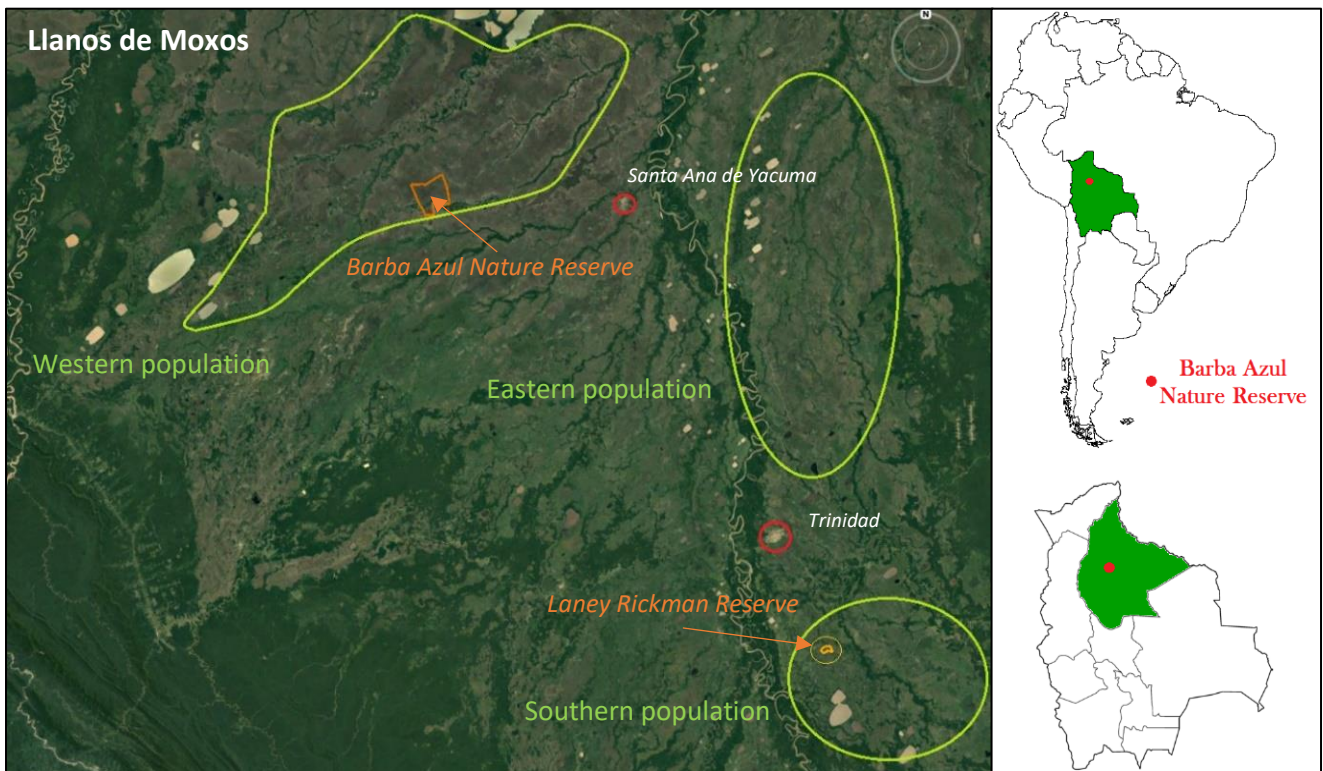 Llanos de Moxos
N
Santa Ana de Yacuma
Barba Azul Nature Reserve
Western population
Eastern population
Trinidad
Laney Rickman Reserve
Southern population
Barba Azul
Nature Reserve